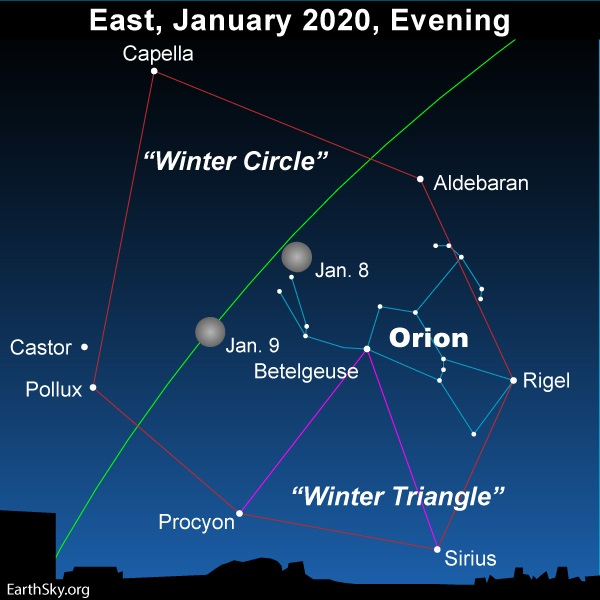 East, January 2020, Evening
Capella
“Winter Circle”
Aldebaran
Jan. 8
Jan. 9
Orion
Castor
Betelgeuse
Pollux
Rigel
“Winter Triangle”
Procyon
Sirius
EarthSky.org